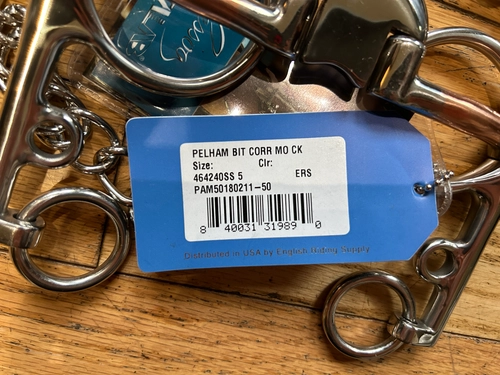 PELHAM BIT CORR MO CK
Size: Clr:
464240SS 5 ERS
PAM50180211-50
8 40031 31989 0
Distributed in USA by English Riding Supply